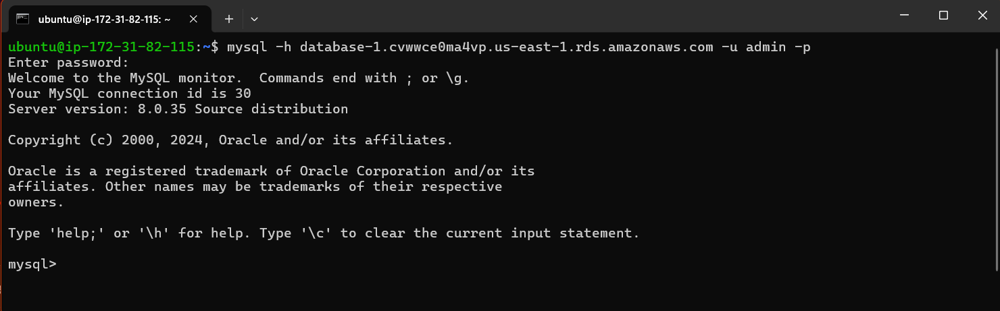 ubuntu@ip-172-31-82-115: ~
ubuntu@ip-172-31-82-115:~$ mysql -h database-1.cvwwce0ma4vp.us-east-1.rds.amazonaws.com -u admin -p
Enter password:
Welcome to the MySQL monitor.  Commands end with ; or \g.
Your MySQL connection id is 30
Server version: 8.0.35 Source distribution
Copyright (c) 2000, 2024, Oracle and/or its affiliates.
Oracle is a registered trademark of Oracle Corporation and/or its
affiliates. Other names may be trademarks of their respective
owners.
Type 'help;' or '\h' for help. Type '\c' to clear the current input statement.
mysql>